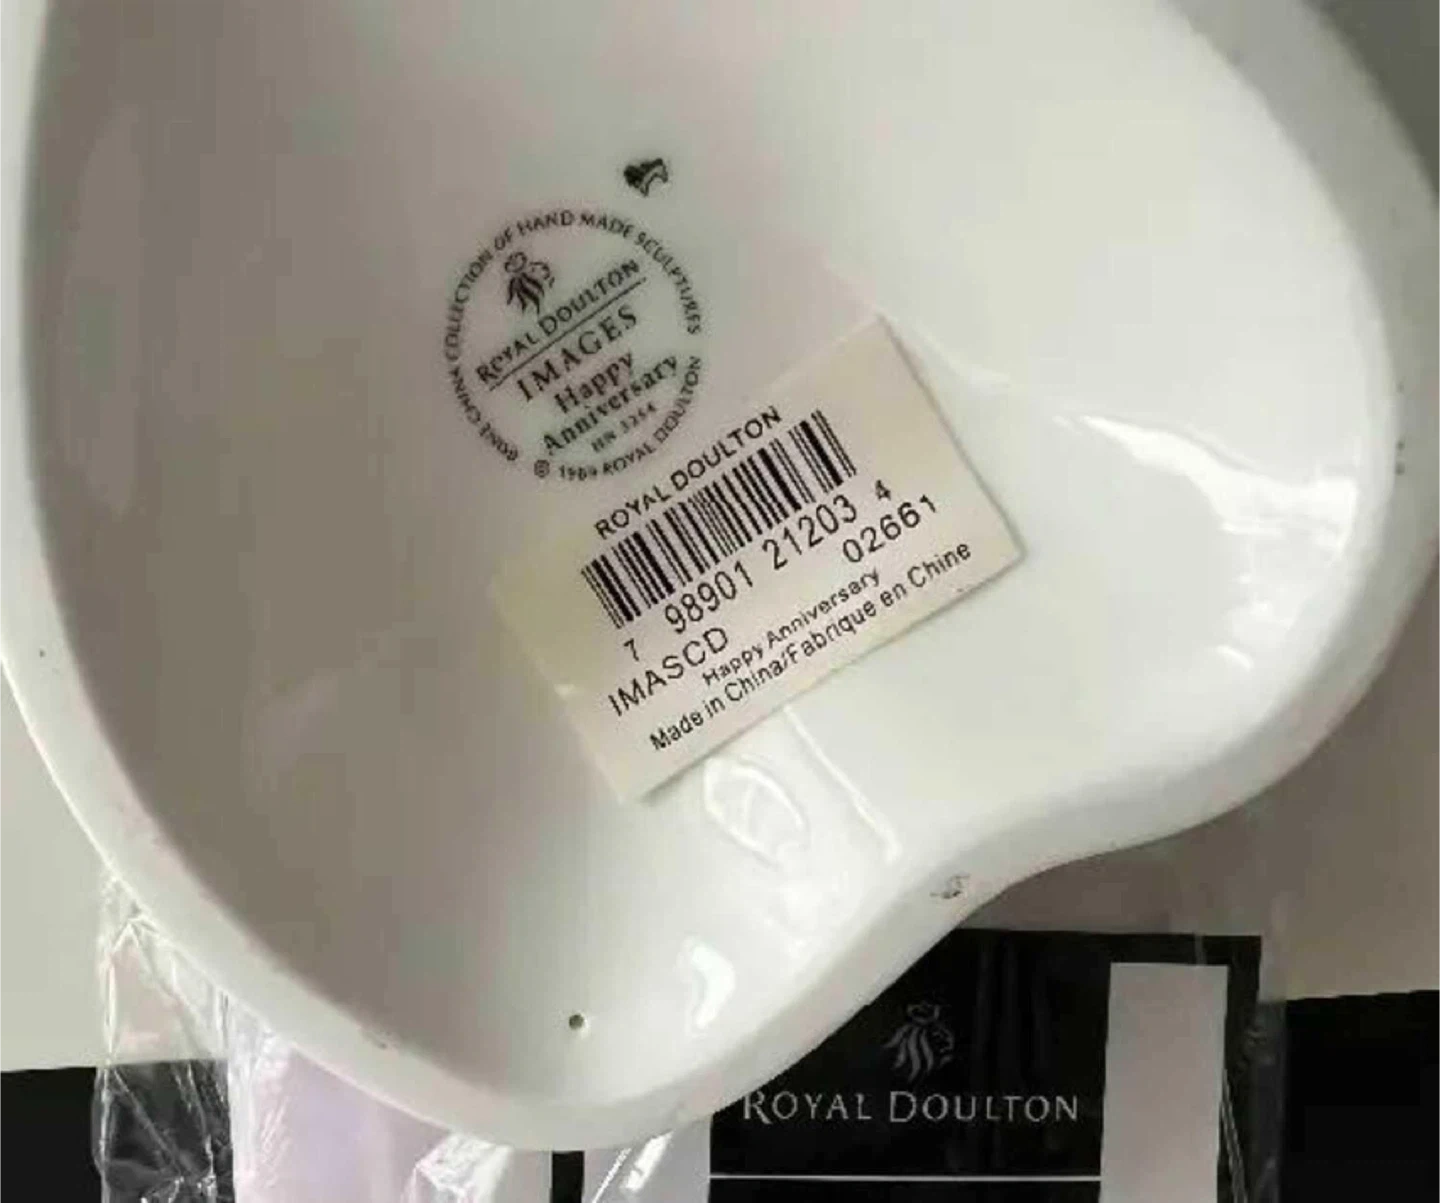 BONE CHINA COLLECTION OF HAND MADE SCULPTURES
ROYAL DOULTON
IMAGES
Happy
Anniversary
HN 3254
© 1989 ROYAL DOULTON
ROYAL DOULTON
7 98901 21203 4
IMASCD 02661
Happy Anniversary
Made in China/Fabrique en Chine
ROYAL DOULTON